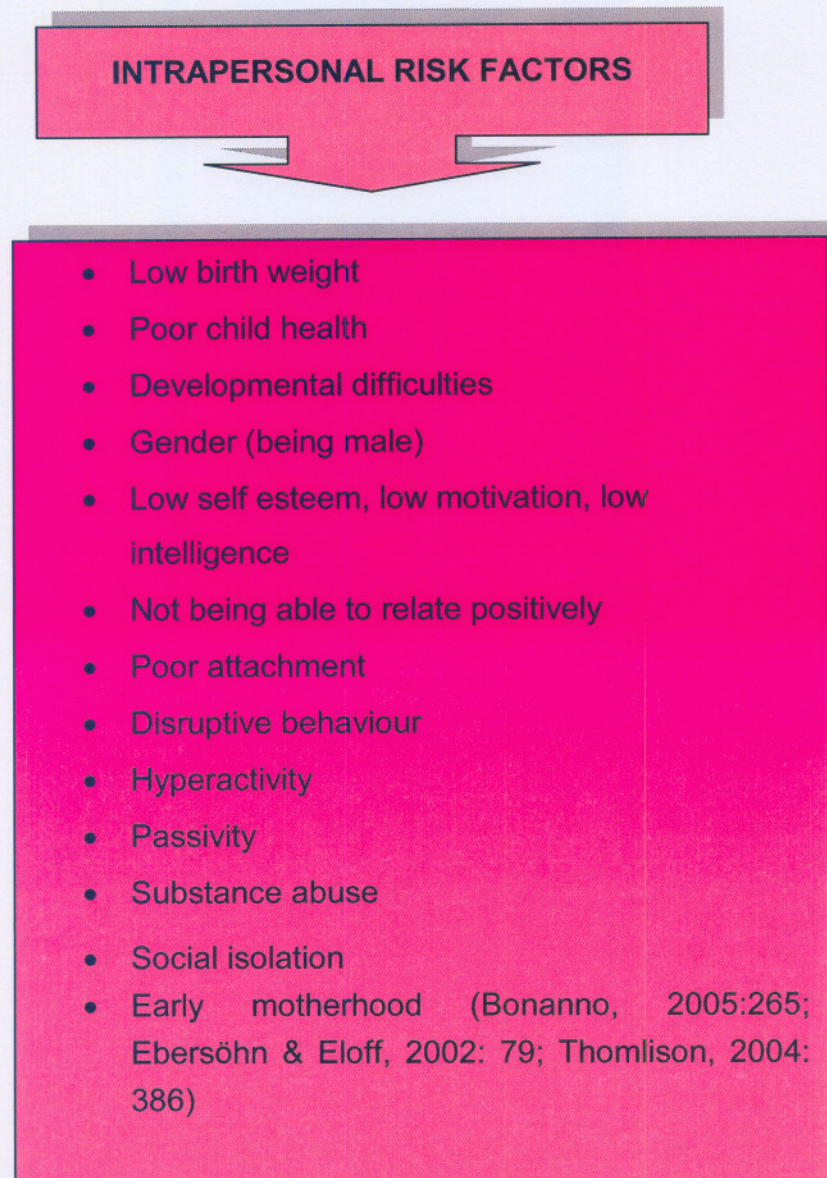 INTRAPERSONAL RISK FACTORS
• Low birth weight
• Poor child health
• Developmental difficulties
• Gender (being male)
• Low self esteem, low motivation, low
intelligence
• Not being able to relate positively
• Poor attachment
• Disruptive behaviour
• Hyperactivity
• Passivity
• Substance abuse
• Social isolation
• Early motherhood (Bonanno, 2005:265;
Ebersöhn & Eloff, 2002: 79; Thomlison, 2004:
386)